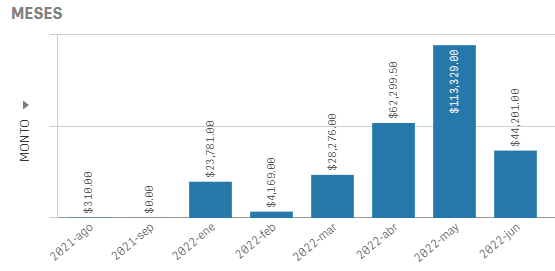 MESES
MONTO
$310.00
$0.00
$23,781.00
$4,169.00
$28,276.00
$62,299.50
$113,329.00
$44,201.00
2021-ago
2021-sep
2022-ene
2022-feb
2022-mar
2022-abr
2022-may
2022-jun